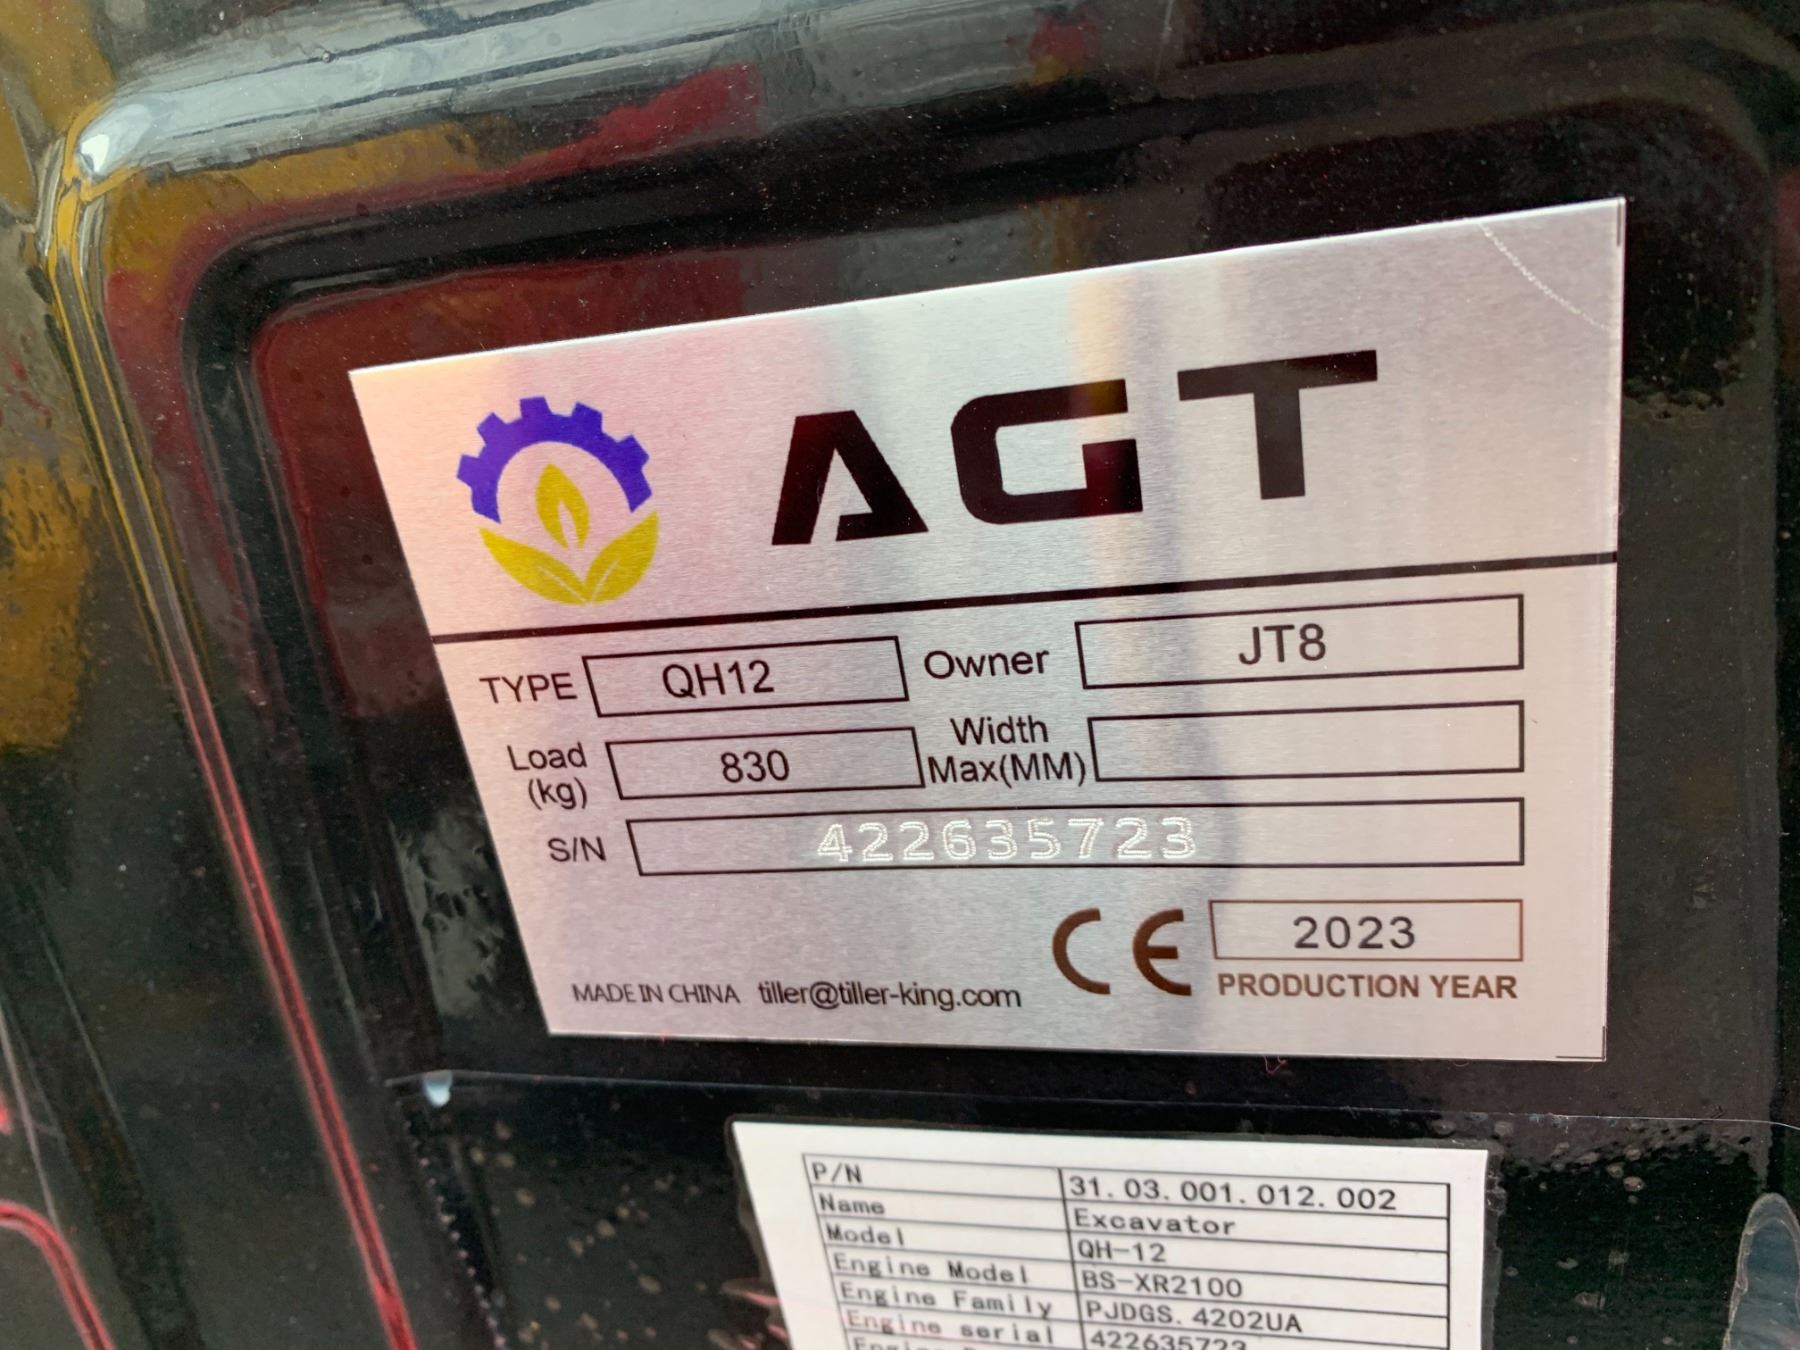 AGT
TYPE QH12 Owner JT8
Load (kg) 830 Width Max(MM)
S/N 422635723
CE 2023
MADE IN CHINA tiller@tiller-king.com PRODUCTION YEAR
P/N 31.03.001.012.002
Name Excavator
Model QH-12
Engine Model BS-XR2100
Engine Family PJDGS.4202UA
Engine serial 422635723